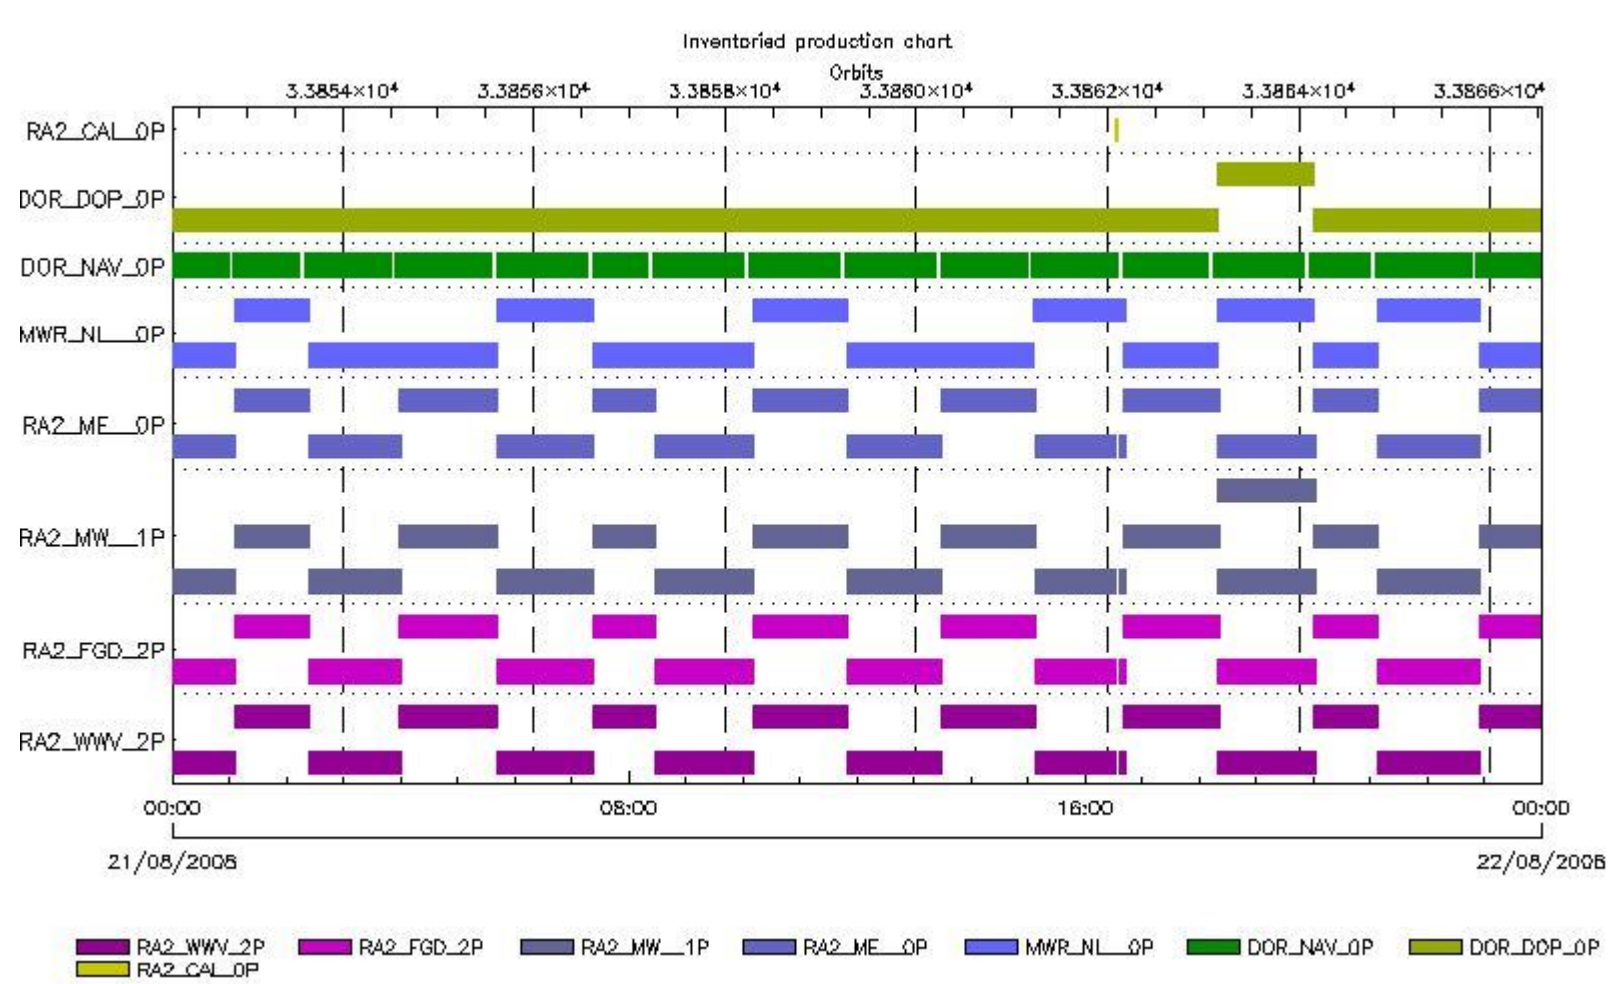 Inventoried production chart
Orbits
3.3854×10⁴ 3.3856×10⁴ 3.3858×10⁴ 3.3860×10⁴ 3.3862×10⁴ 3.3864×10⁴ 3.3866×10⁴
RA2_CAL_0P
DOR_DOP_0P
DOR_NAV_0P
MWR_NL__0P
RA2_ME__0P
RA2_MW__1P
RA2_FGD_2P
RA2_WWV_2P
00:00 08:00 16:00 00:00
21/08/2008 22/08/2008
RA2_WWV_2P RA2_FGD_2P RA2_MW__1P RA2_ME__0P MWR_NL__0P DOR_NAV_0P DOR_DOP_0P
RA2_CAL_0P